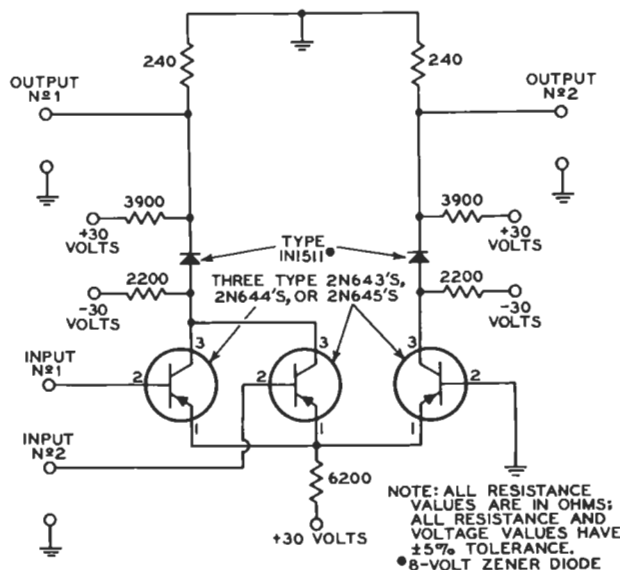 240
240
OUTPUT
Nº1
OUTPUT
Nº2
3900
+30
VOLTS
3900
+30
VOLTS
TYPE
IN1511●
2200
-30
VOLTS
THREE TYPE 2N643'S,
2N644'S, OR 2N645'S
2200
-30
VOLTS
3
3
3
INPUT
Nº1
2
2
2
1
1
1
INPUT
Nº2
6200
+30 VOLTS
NOTE: ALL RESISTANCE
VALUES ARE IN OHMS;
ALL RESISTANCE AND
VOLTAGE VALUES HAVE
±5% TOLERANCE.
●8-VOLT ZENER DIODE